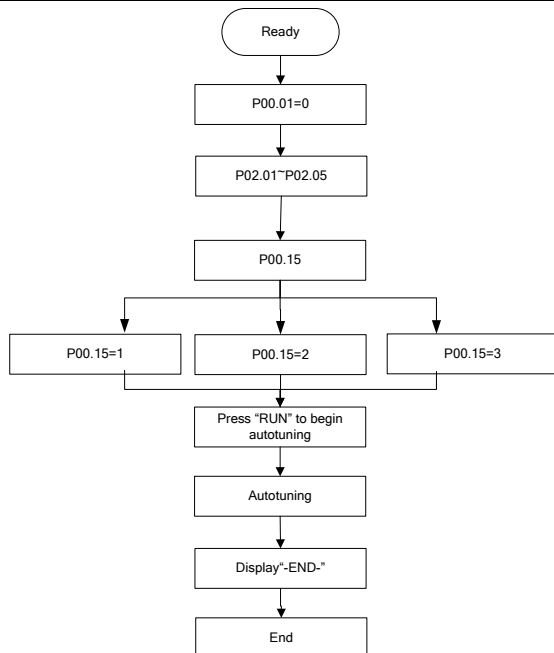 Ready
P00.01=0
P02.01~P02.05
P00.15
P00.15=1
P00.15=2
P00.15=3
Press “RUN” to begin
autotuning
Autotuning
Display“-END-”
End